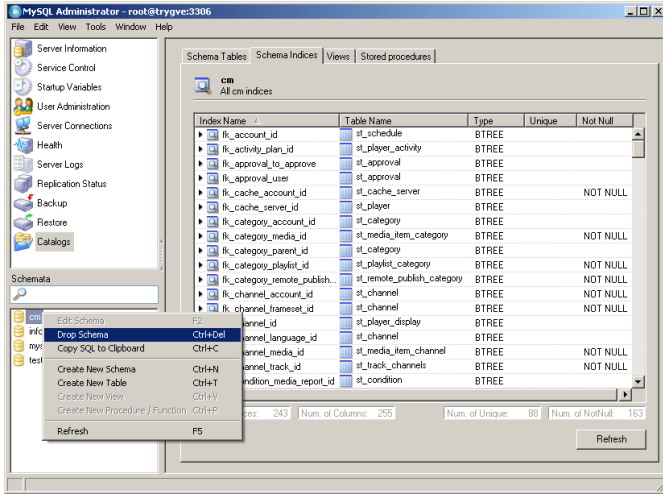 MySQL Administrator - root@trygve:3306
File Edit View Tools Window Help
Server Information
Service Control
Startup Variables
User Administration
Server Connections
Health
Server Logs
Replication Status
Backup
Restore
Catalogs
Schemata
cm
info
mys
test
Edit Schema F2
Drop Schema Ctrl+Del
Copy SQL to Clipboard Ctrl+C
Create New Schema Ctrl+N
Create New Table Ctrl+T
Create New View Ctrl+V
Create New Procedure / Function Ctrl+P
Refresh F5
Schema Tables Schema Indices Views Stored procedures
cm
All cm indices
Index Name Table Name Type Unique Not Null
fk_account_id st_schedule BTREE
fk_activity_plan_id st_player_activity BTREE
fk_approval_to_approve st_approval BTREE
fk_approval_user st_approval BTREE
fk_cache_account_id st_cache_server BTREE NOT NULL
fk_cache_server_id st_player BTREE
fk_category_account_id st_category BTREE NOT NULL
fk_category_media_id st_media_item_category BTREE NOT NULL
fk_category_parent_id st_category BTREE
fk_category_playlist_id st_playlist_category BTREE NOT NULL
fk_category_remote_publish... st_remote_publish_category BTREE NOT NULL
fk_channel_account_id st_channel BTREE NOT NULL
fk_channel_frameset_id st_channel BTREE NOT NULL
annel_id st_player_display BTREE
annel_language_id st_channel BTREE
annel_media_id st_media_item_channel BTREE NOT NULL
annel_track_id st_track_channels BTREE NOT NULL
ndition_media_report_id st_condition BTREE
ces: 243 Num. of Columns: 255 Num. of Unique: 88 Num. of NotNull: 163
Refresh